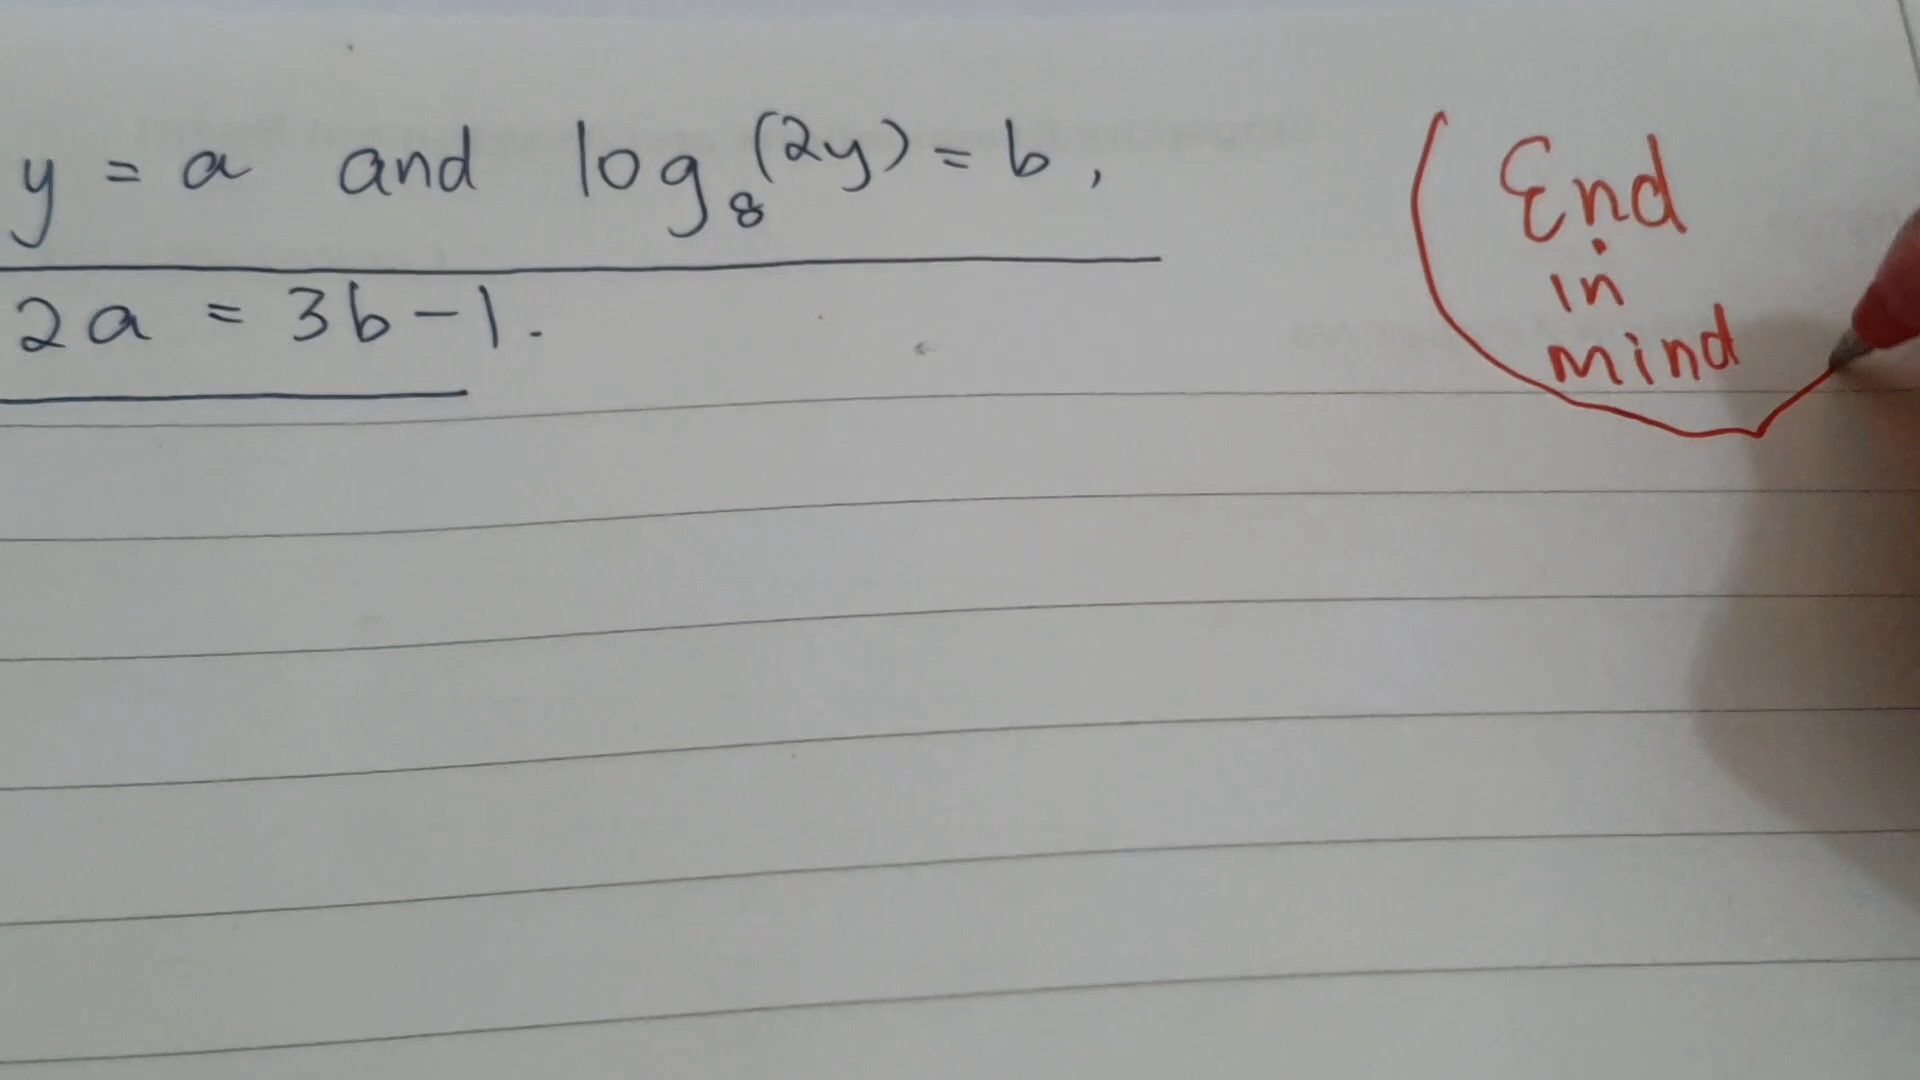 y = a and log₈(2y) = b,
2a = 3b - 1.
End
in
mind